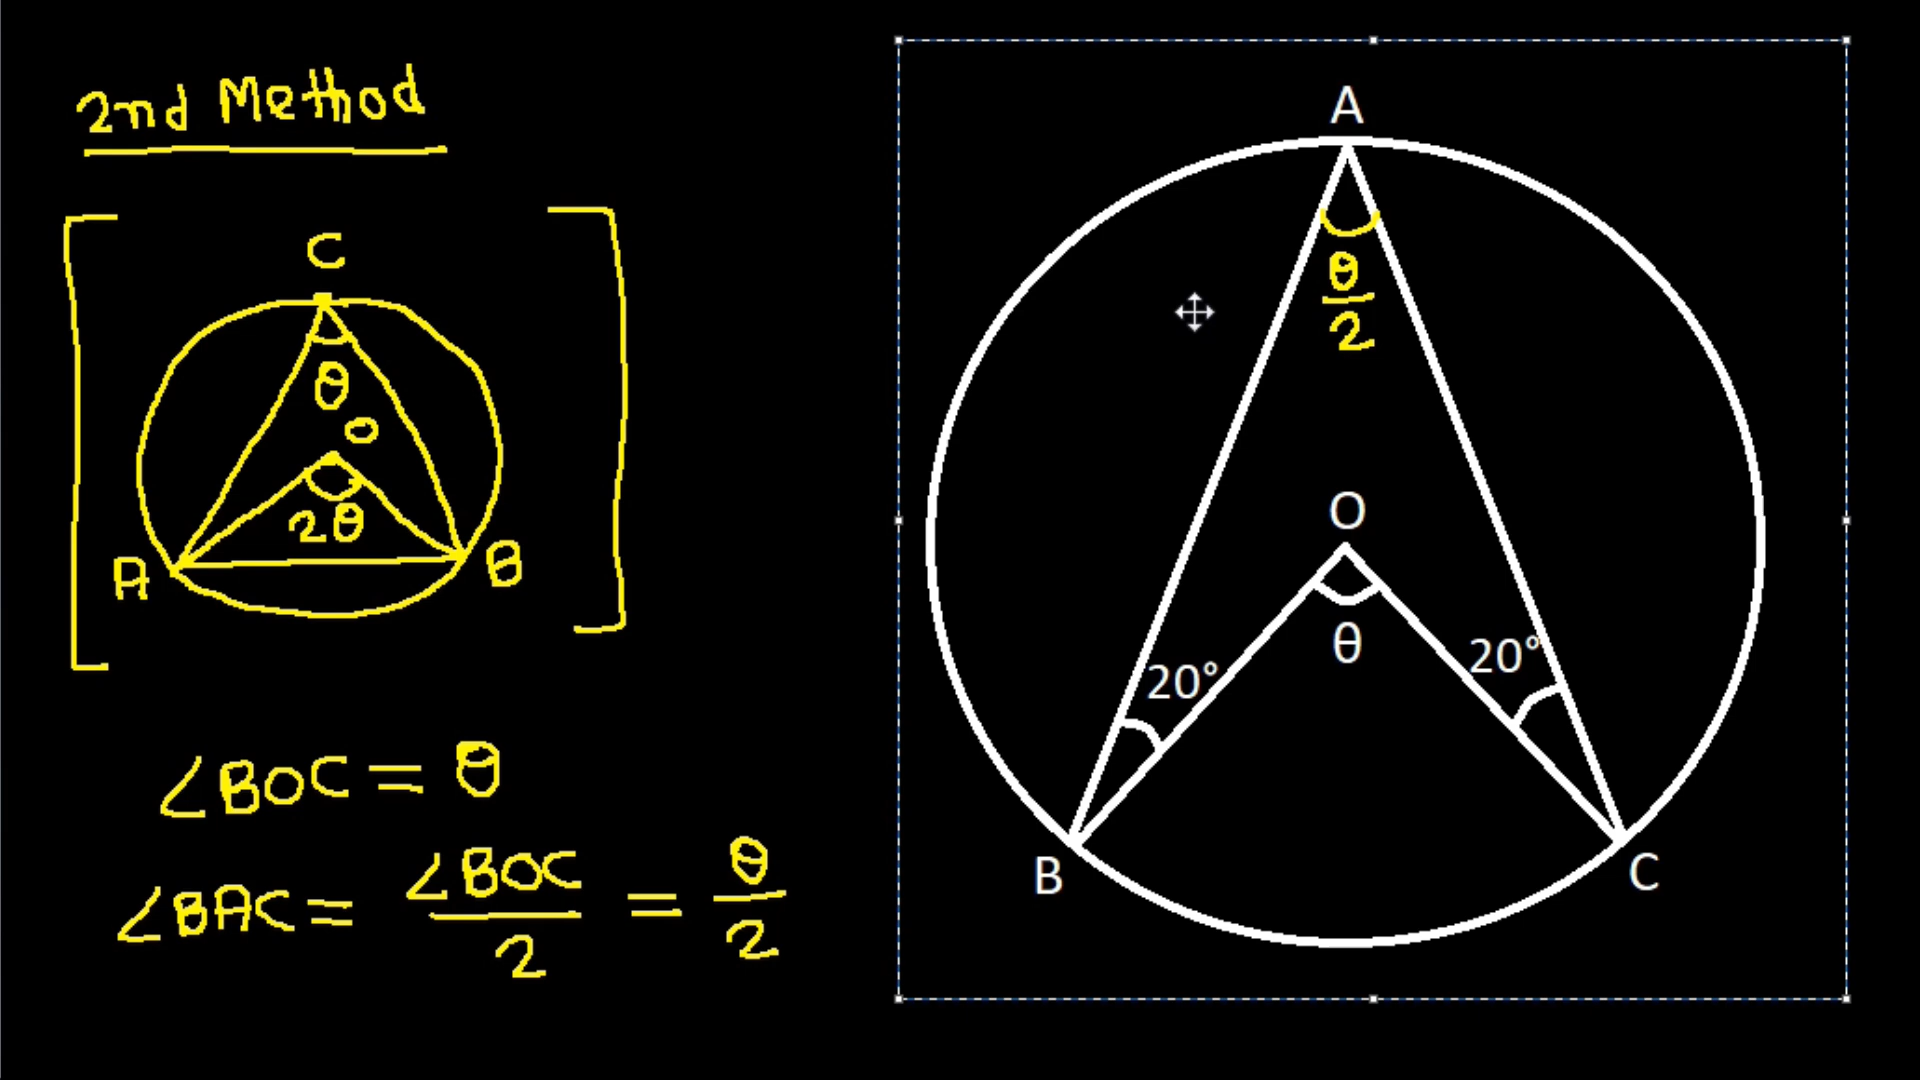 2nd Method
C
θ
O
2θ
A
B
∠BOC = θ
∠BAC = ∠BOC/2 = θ/2
A
θ/2
O
θ
20°
20°
B
C